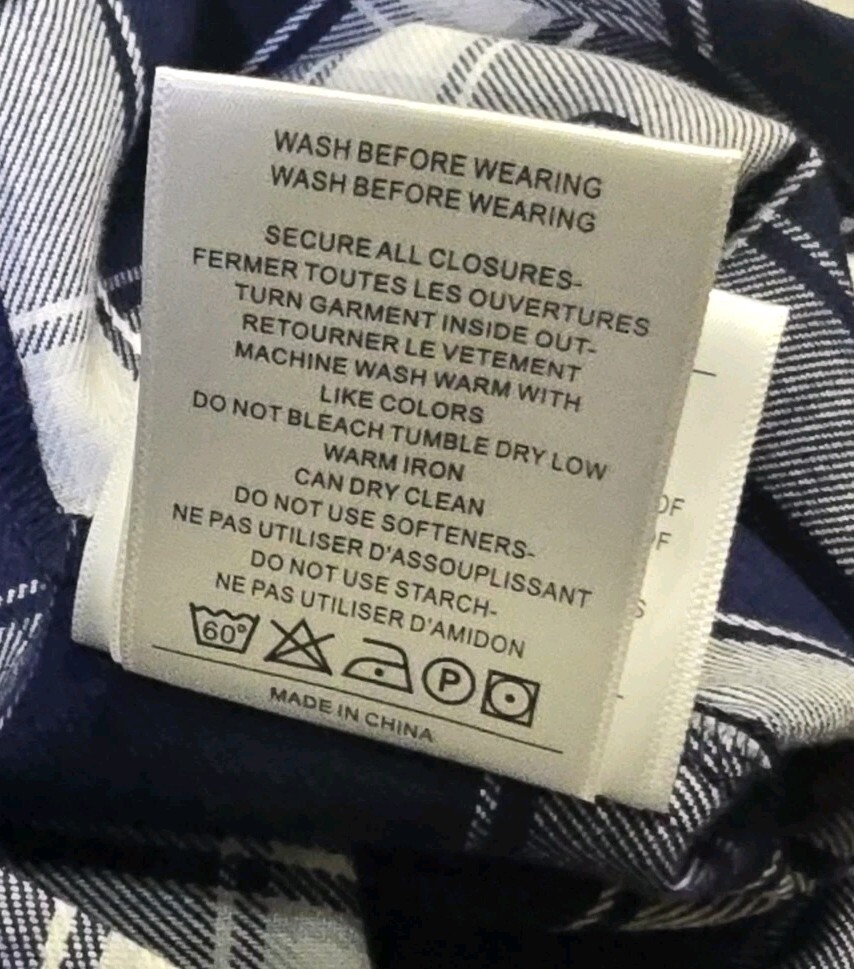 WASH BEFORE WEARING
WASH BEFORE WEARING
SECURE ALL CLOSURES-
FERMER TOUTES LES OUVERTURES
TURN GARMENT INSIDE OUT-
RETOURNER LE VETEMENT
MACHINE WASH WARM WITH
LIKE COLORS
DO NOT BLEACH TUMBLE DRY LOW
WARM IRON
CAN DRY CLEAN
DO NOT USE SOFTENERS-
NE PAS UTILISER D'ASSOUPLISSANT
DO NOT USE STARCH-
NE PAS UTILISER D'AMIDON
60° P
MADE IN CHINA